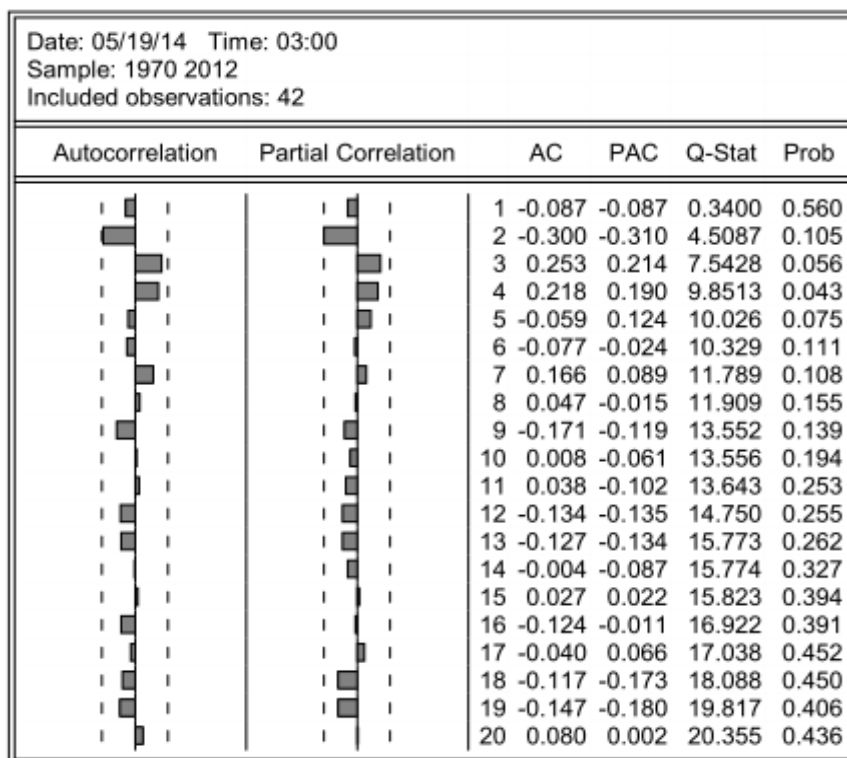 Date: 05/19/14 Time: 03:00
Sample: 1970 2012
Included observations: 42
Autocorrelation Partial Correlation AC PAC Q-Stat Prob
1 -0.087 -0.087 0.3400 0.560
2 -0.300 -0.310 4.5087 0.105
3 0.253 0.214 7.5428 0.056
4 0.218 0.190 9.8513 0.043
5 -0.059 0.124 10.026 0.075
6 -0.077 -0.024 10.329 0.111
7 0.166 0.089 11.789 0.108
8 0.047 -0.015 11.909 0.155
9 -0.171 -0.119 13.552 0.139
10 0.008 -0.061 13.556 0.194
11 0.038 -0.102 13.643 0.253
12 -0.134 -0.135 14.750 0.255
13 -0.127 -0.134 15.773 0.262
14 -0.004 -0.087 15.774 0.327
15 0.027 0.022 15.823 0.394
16 -0.124 -0.011 16.922 0.391
17 -0.040 0.066 17.038 0.452
18 -0.117 -0.173 18.088 0.450
19 -0.147 -0.180 19.817 0.406
20 0.080 0.002 20.355 0.436